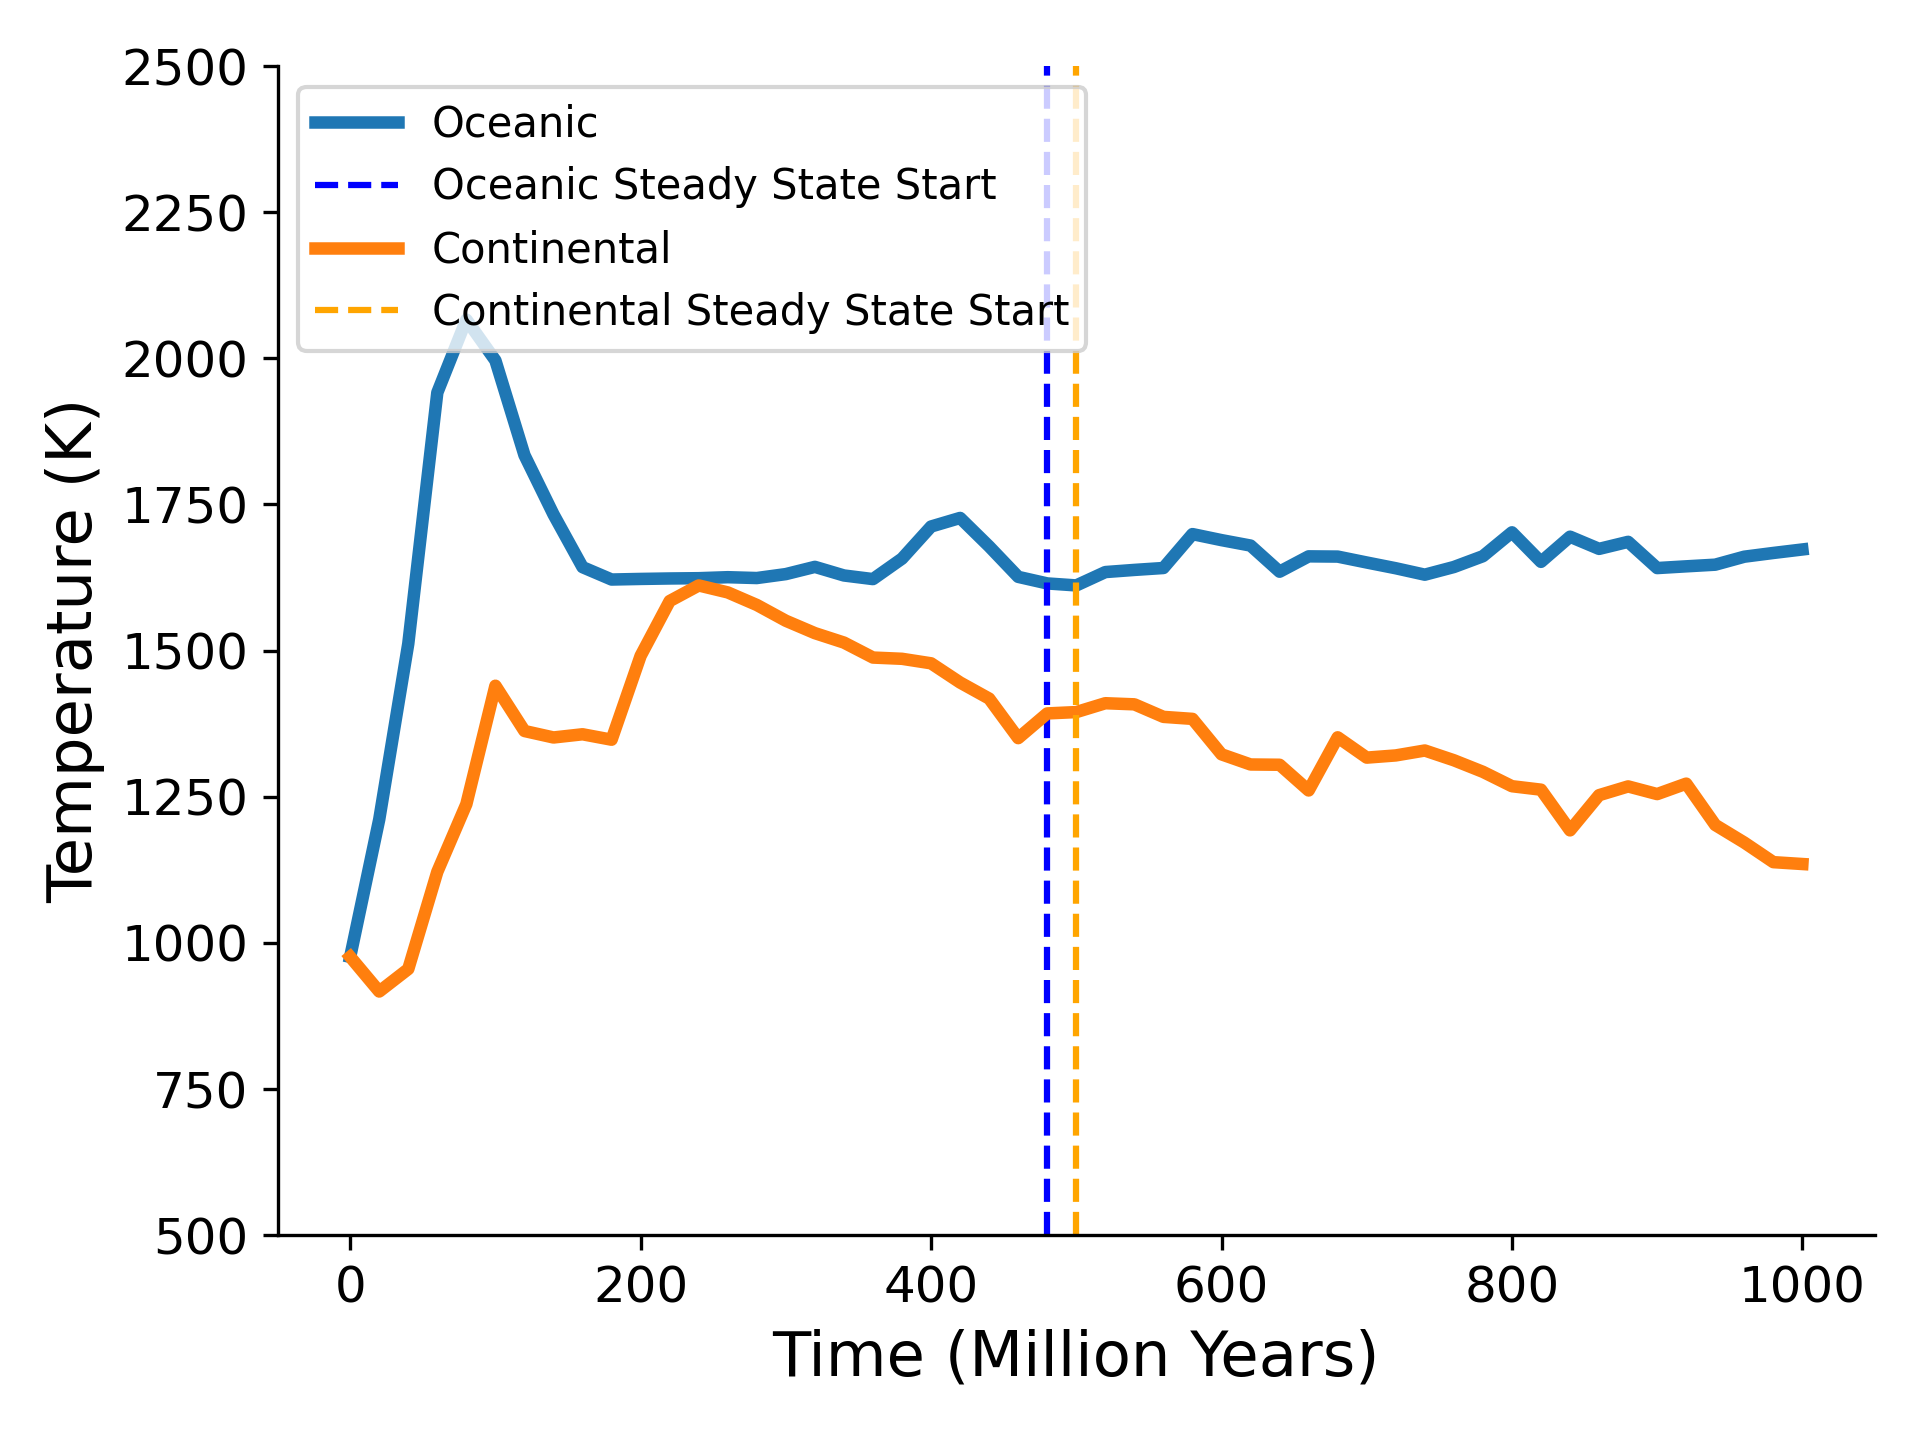 2500
2250
2000
1750
1500
1250
1000
750
500
Temperature (K)
Oceanic
Oceanic Steady State Start
Continental
Continental Steady State Start
0 200 400 600 800 1000
Time (Million Years)